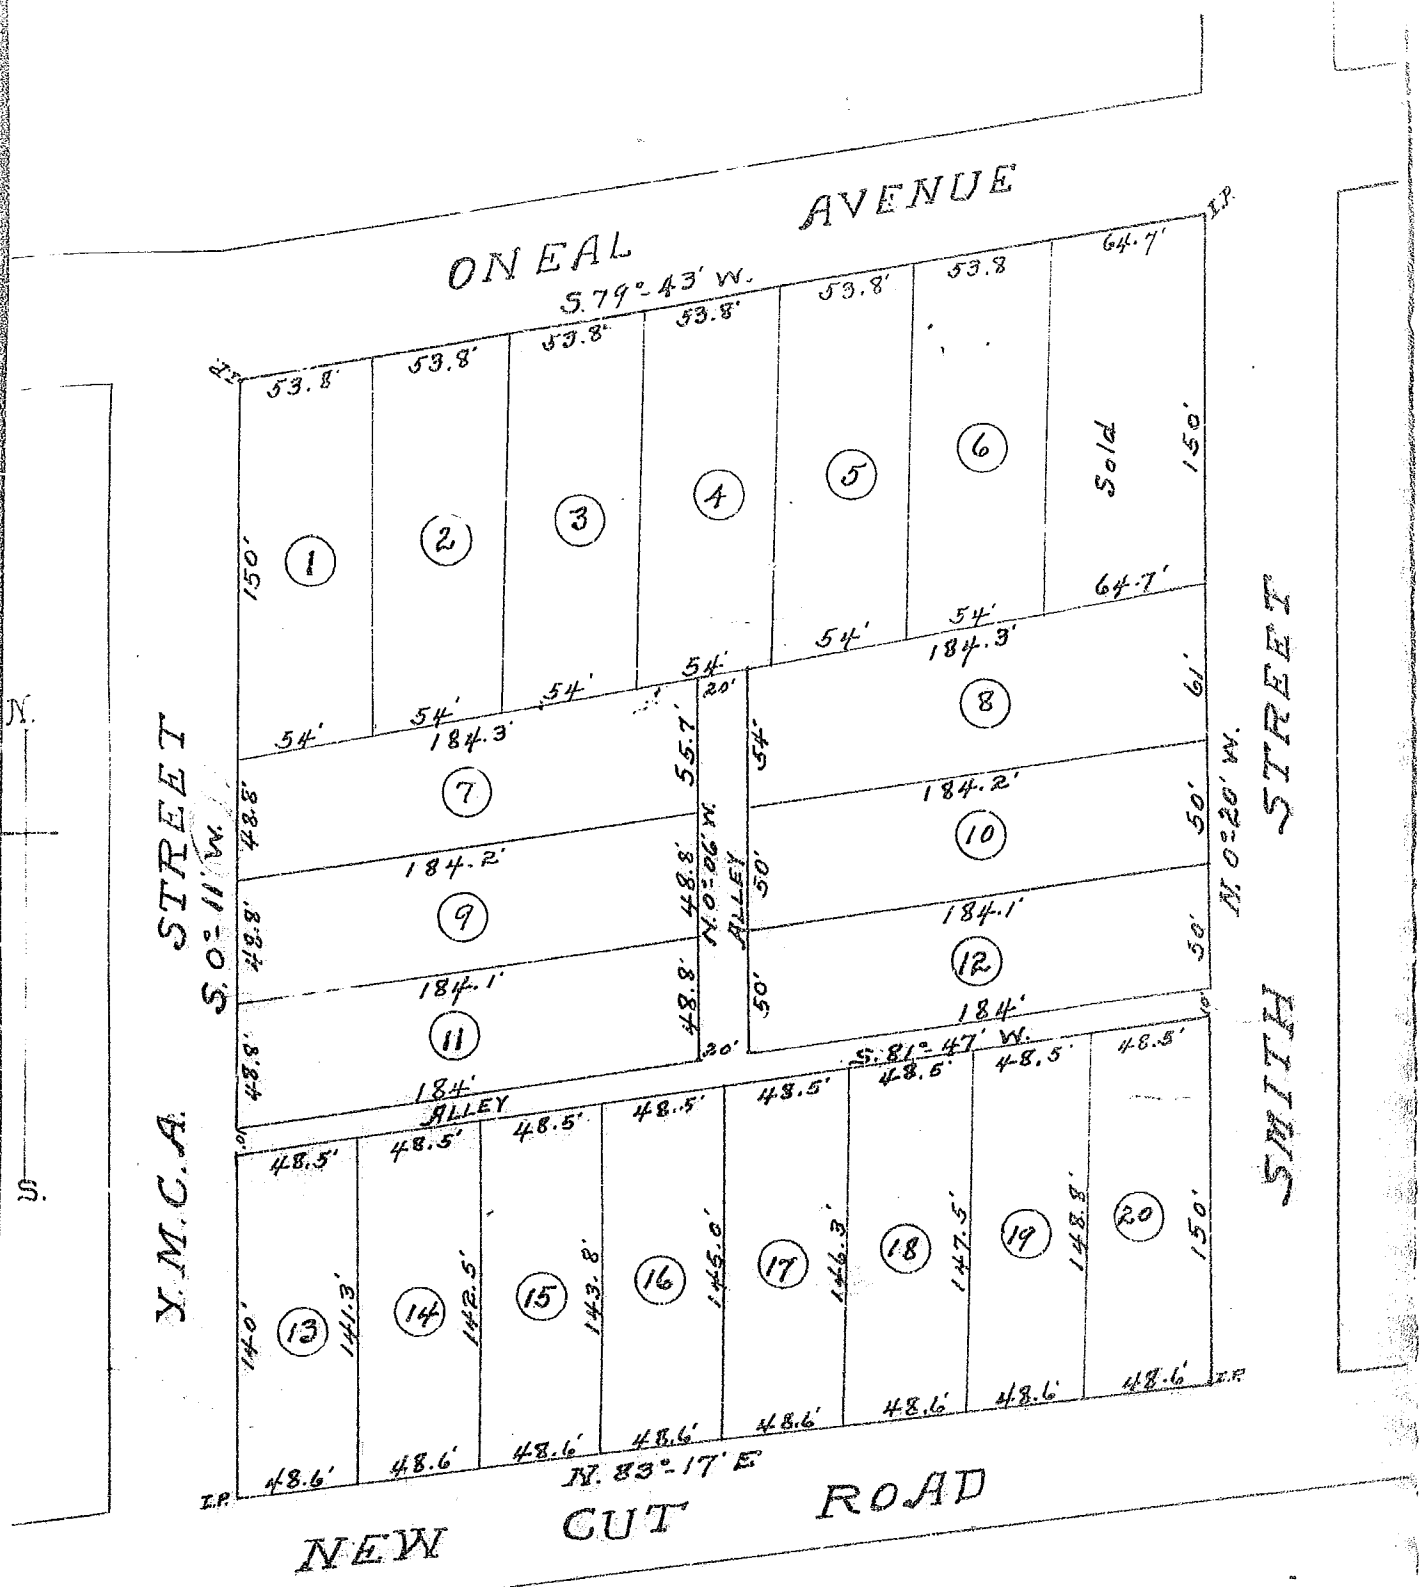 ONEAL AVENUE
S. 79°-43' W.
I.P.
I.P.
53.8' 53.8' 53.8' 53.8' 53.8' 53.8 64.7'
150' 1 2 3 4 5 6 Sold 150'
54' 54' 54' 54' 54' 54' 64.7'
184.3' 20' 184.3'
48.8' 7 55.7' 54' 8 61'
184.2' 184.2'
48.8' 9 48.8' 50' 10 50'
184.1' 184.1'
48.8' 11 48.8' 50' 12 50'
184' 20' 184'
N. 0°-06' W.
ALLEY
S. 81°-47' W.
ALLEY
10' 10'
48.5' 48.5' 48.5' 48.5' 48.5' 48.5' 48.5' 48.5'
140' 13 141.3' 14 142.5' 15 143.8' 16 145.0' 17 146.3' 18 147.5' 19 148.8' 20 150'
48.6' 48.6' 48.6' 48.6' 48.6' 48.6' 48.6' 48.6'
I.P.
I.P.
N. 83°-17' E
NEW CUT ROAD
Y.M.C.A. STREET
S. 0°-11' W.
SMITH STREET
N. 0°-20' W.
N.
S.